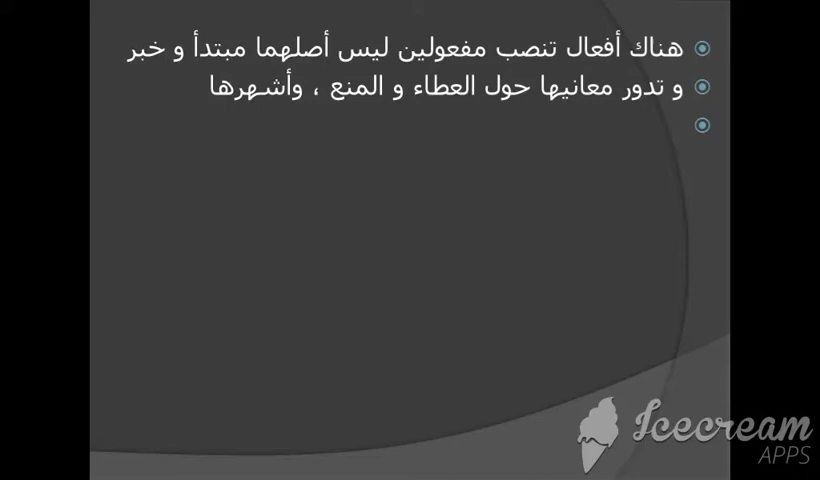 هناك أفعال تنصب مفعولين ليس أصلهما مبتدأ و خبر
و تدور معانيها حول العطاء و المنع ، وأشهرها
Icecream
APPS